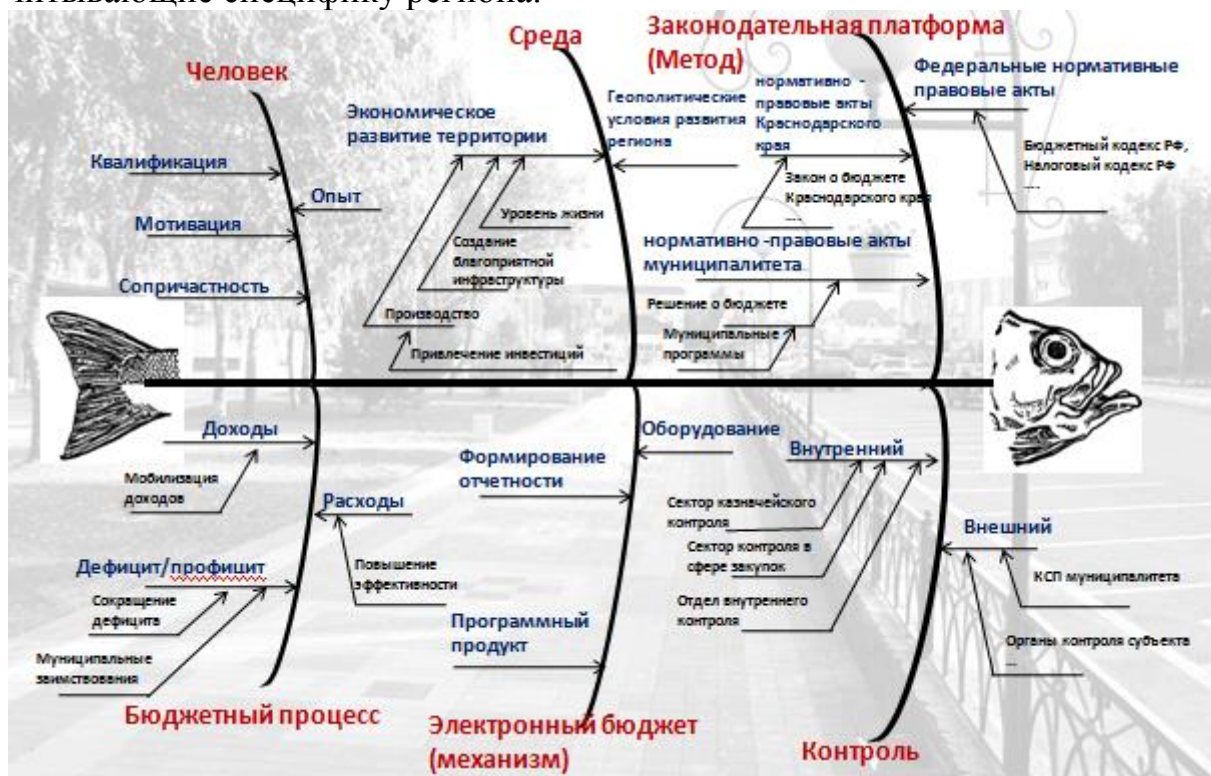 читывающие специфику региона.
Среда
Законодательная платформа
(Метод)
Человек
Федеральные нормативные
правовые акты
Экономическое
развитие территории
Геополитические
условия развития
региона
нормативно -
правовые акты
Краснодарского
края
Бюджетный кодекс РФ,
Налоговый кодекс РФ
....
Квалификация
Опыт
Мотивация
Сопричастность
Уровень жизни
Создание
благоприятной
инфраструктуры
Производство
Привлечение инвестиций
Закон о бюджете
Краснодарского края
....
нормативно -правовые акты
муниципалитета
Решение о бюджете
Муниципальные
программы
Доходы
Мобилизация
доходов
Расходы
Повышение
эффективности
Дефицит/профицит
Сокращение
дефицита
Муниципальные
заимствования
Бюджетный процесс
Формирование
отчетности
Оборудование
Программный
продукт
Электронный бюджет
(механизм)
Внутренний
Сектор казначейского
контроля
Сектор контроля в
сфере закупок
Отдел внутреннего
контроля
Внешний
КСП муниципалитета
Органы контроля субъекта
...
Контроль